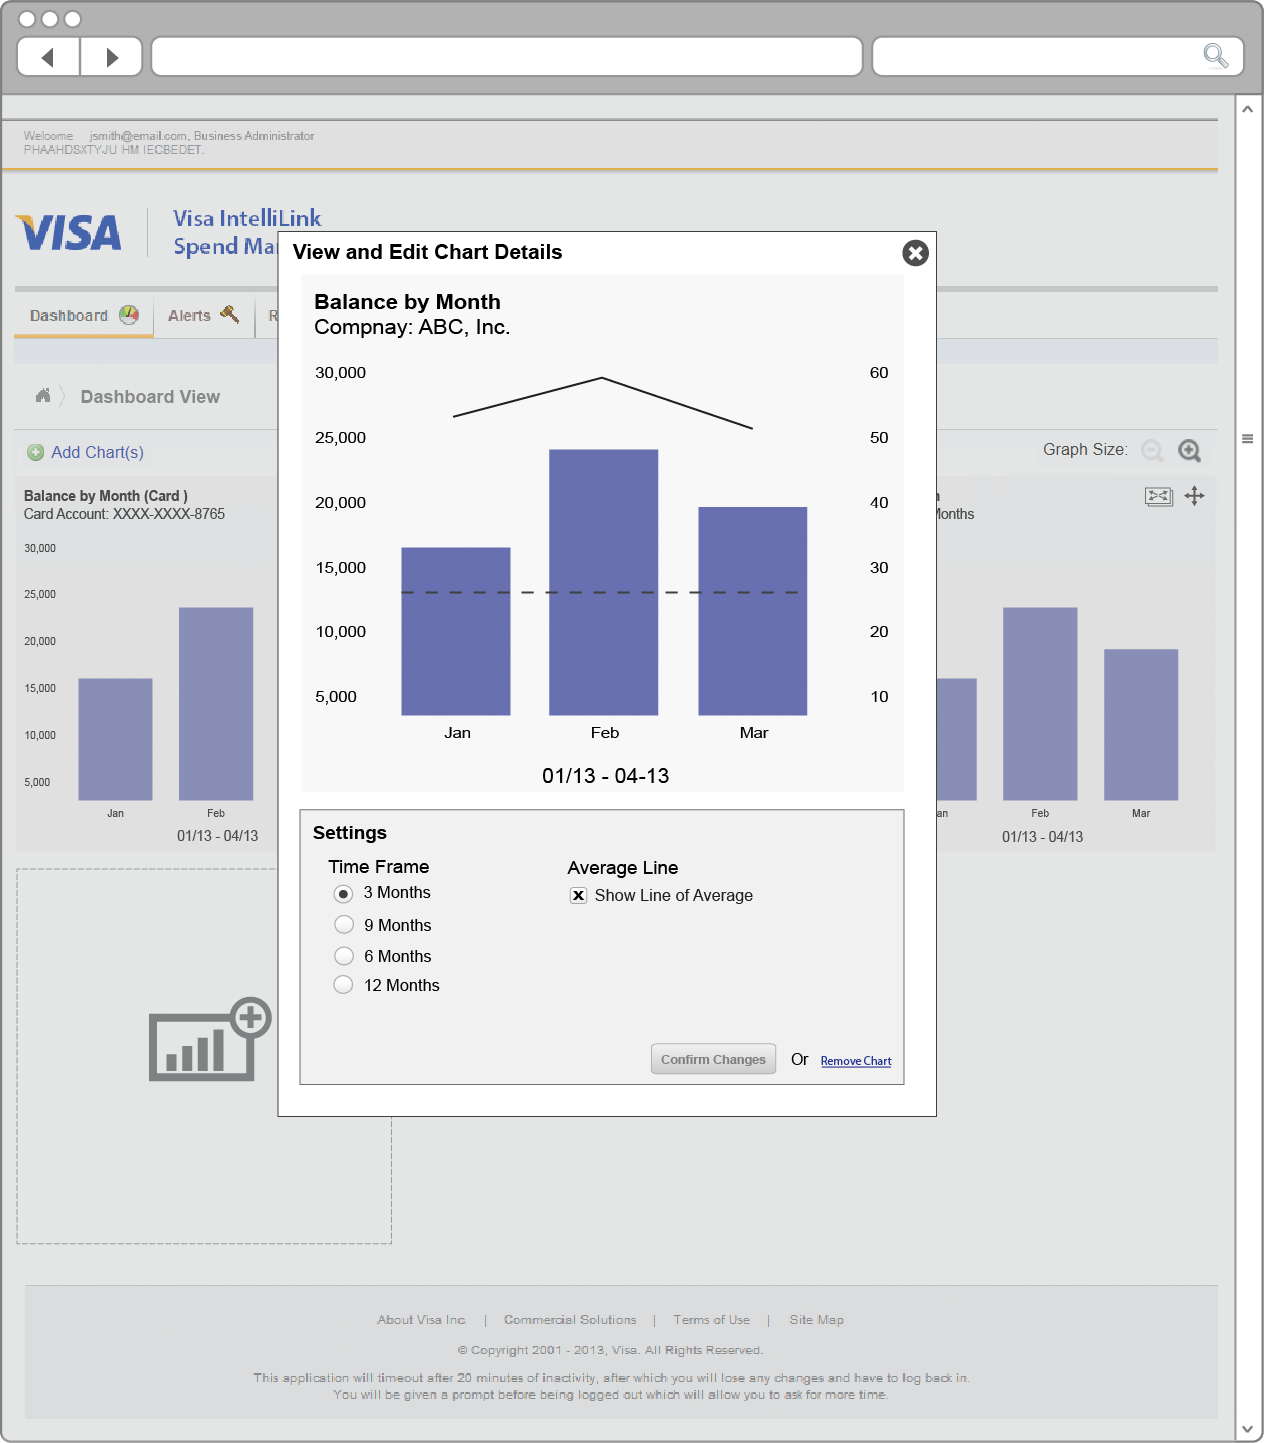 Welcome jsmith@email.com, Business Administrator
PHAAHDSXTYJU HM IECBEDET.
VISA
Visa IntelliLink
Spend Ma
Dashboard
Alerts
R
Dashboard View
Add Chart(s)
Graph Size:
Balance by Month (Card )
Card Account: XXXX-XXXX-8765
30,000
25,000
20,000
15,000
10,000
5,000
Jan
Feb
01/13 - 04/13
View and Edit Chart Details
Balance by Month
Compnay: ABC, Inc.
30,000
25,000
20,000
15,000
10,000
5,000
60
50
40
30
20
10
Jan
Feb
Mar
01/13 - 04-13
Settings
Time Frame
3 Months
9 Months
6 Months
12 Months
Average Line
Show Line of Average
Confirm Changes Or Remove Chart
Months
an
Feb
Mar
01/13 - 04/13
About Visa Inc. | Commercial Solutions | Terms of Use | Site Map
© Copyright 2001 - 2013, Visa. All Rights Reserved.
This application will timeout after 20 minutes of inactivity, after which you will lose any changes and have to log back in.
You will be given a prompt before being logged out which will allow you to ask for more time.